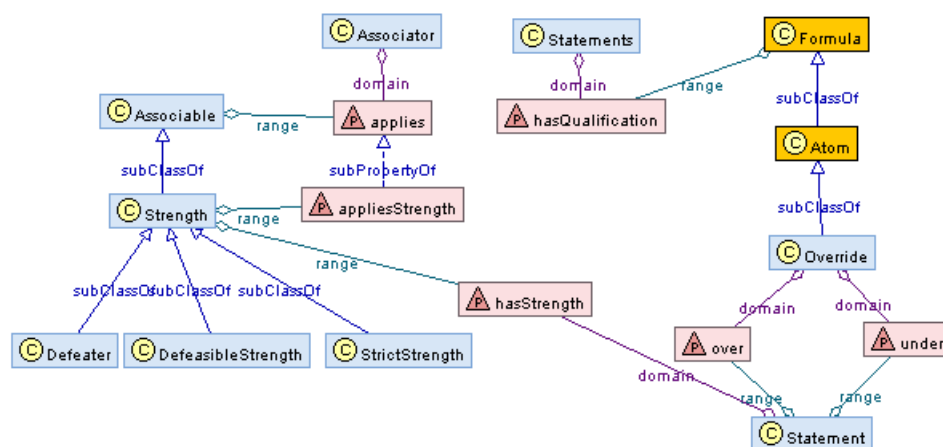 C Associator
C Statements
C Formula
domain
domain
range
subClassOf
C Associable
range
P applies
P hasQualification
C Atom
subClassOf
subPropertyOf
subClassOf
C Strength
range
P appliesStrength
C Override
range
domain
domain
subClassOf
subClassOf
subClassOf
P hasStrength
C Defeater
C DefeasibleStrength
C StrictStrength
P over
P under
domain
range
range
C Statement